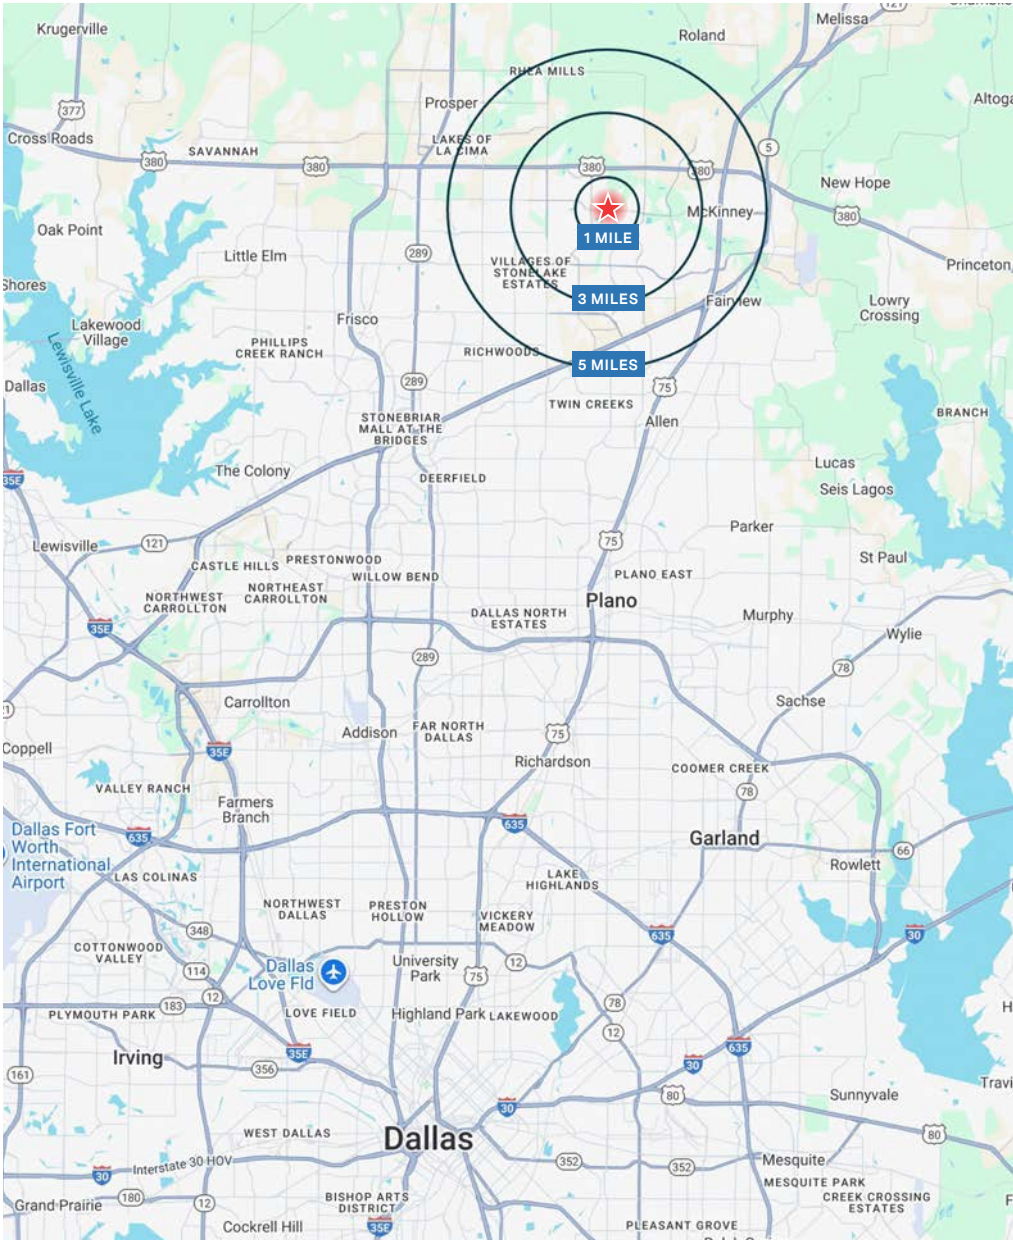 Krugerville
Roland
Melissa
121
RHEA MILLS
377
Prosper
Altoga
Cross Roads
SAVANNAH
LAKES OF
LA CIMA
5
380
380
380
380
New Hope
McKinney
380
Oak Point
1 MILE
Little Elm
289
VILLAGES OF
STONELAKE
ESTATES
Princeton
Shores
3 MILES
Fairview
Lowry
Crossing
Lakewood
Village
Frisco
Lewisville Lake
PHILLIPS
CREEK RANCH
RICHWOODS
5 MILES
Dallas
289
75
TWIN CREEKS
BRANCH
STONEBRIAR
MALL AT THE
BRIDGES
Allen
The Colony
DEERFIELD
Lucas
35E
Seis Lagos
Lewisville
121
75
Parker
CASTLE HILLS
PRESTONWOOD
St Paul
WILLOW BEND
PLANO EAST
NORTHWEST
CARROLLTON
NORTHEAST
CARROLLTON
Plano
35E
DALLAS NORTH
ESTATES
Murphy
Wylie
289
78
Carrollton
Sachse
Addison
FAR NORTH
DALLAS
75
Coppell
35E
Richardson
COOMER CREEK
VALLEY RANCH
78
Farmers
Branch
635
635
Dallas Fort
Worth
International
Airport
Garland
66
Rowlett
LAS COLINAS
LAKE
HIGHLANDS
NORTHWEST
DALLAS
PRESTON
HOLLOW
VICKERY
MEADOW
348
635
30
COTTONWOOD
VALLEY
114
Dallas
Love Fld
University
Park
75
12
12
183
78
PLYMOUTH PARK
LOVE FIELD
Highland Park
LAKEWOOD
12
Irving
35E
356
635
30
161
80
Sunnyvale
30
WEST DALLAS
Dallas
80
Interstate 30 HOV
352
352
Mesquite
30
MESQUITE PARK
Grand Prairie
180
12
BISHOP ARTS
DISTRICT
CREEK CROSSING
ESTATES
Cockrell Hill
35E
PLEASANT GROVE